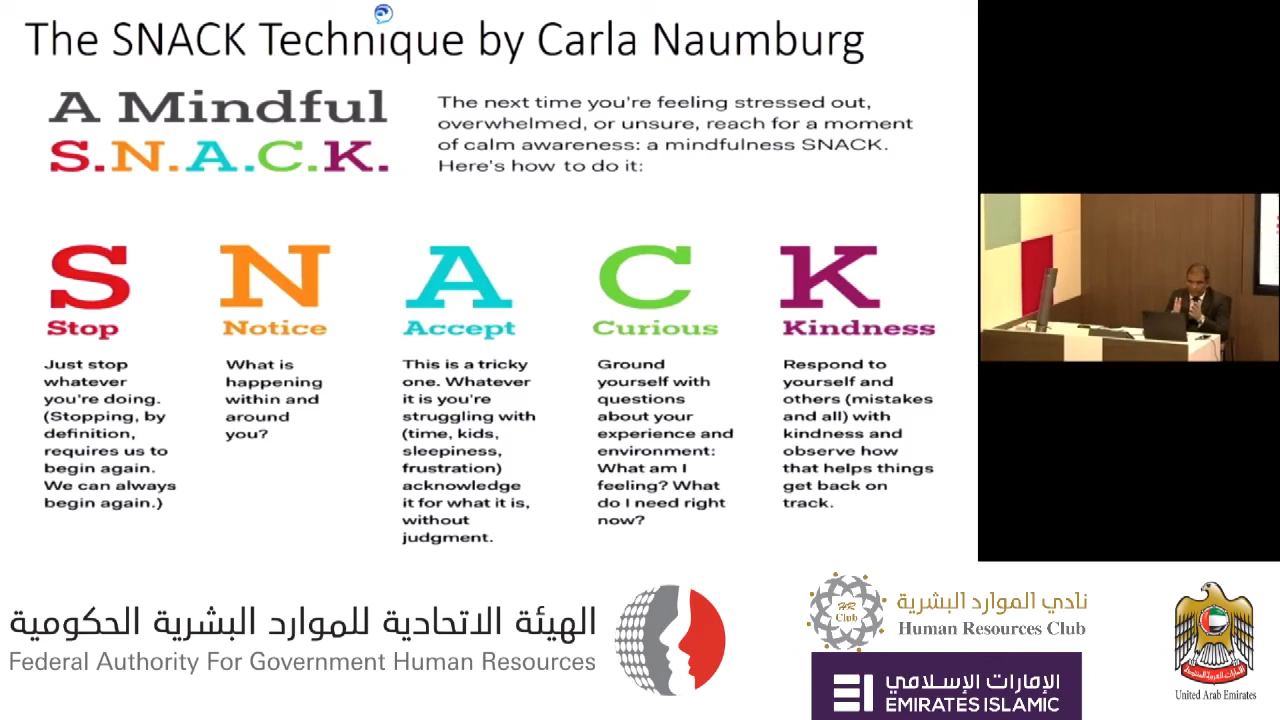 The SNACK Technique by Carla Naumburg
A Mindful
S.N.A.C.K.
The next time you're feeling stressed out,
overwhelmed, or unsure, reach for a moment
of calm awareness: a mindfulness SNACK.
Here's how to do it:
S
Stop
Just stop
whatever
you're doing.
(Stopping, by
definition,
requires us to
begin again.
We can always
begin again.)
N
Notice
What is
happening
within and
around
you?
A
Accept
This is a tricky
one. Whatever
it is you're
struggling with
(time, kids,
sleepiness,
frustration)
acknowledge
it for what it is,
without
judgment.
C
Curious
Ground
yourself with
questions
about your
experience and
environment:
What am I
feeling? What
do I need right
now?
K
Kindness
Respond to
yourself and
others (mistakes
and all) with
kindness and
observe how
that helps things
get back on
track.
الهيئة الاتحادية للموارد البشرية الحكومية
Federal Authority For Government Human Resources
HR
Club
نادي الموارد البشرية
Human Resources Club
الإمارات الإسلامي
EMIRATES ISLAMIC
United Arab Emirates